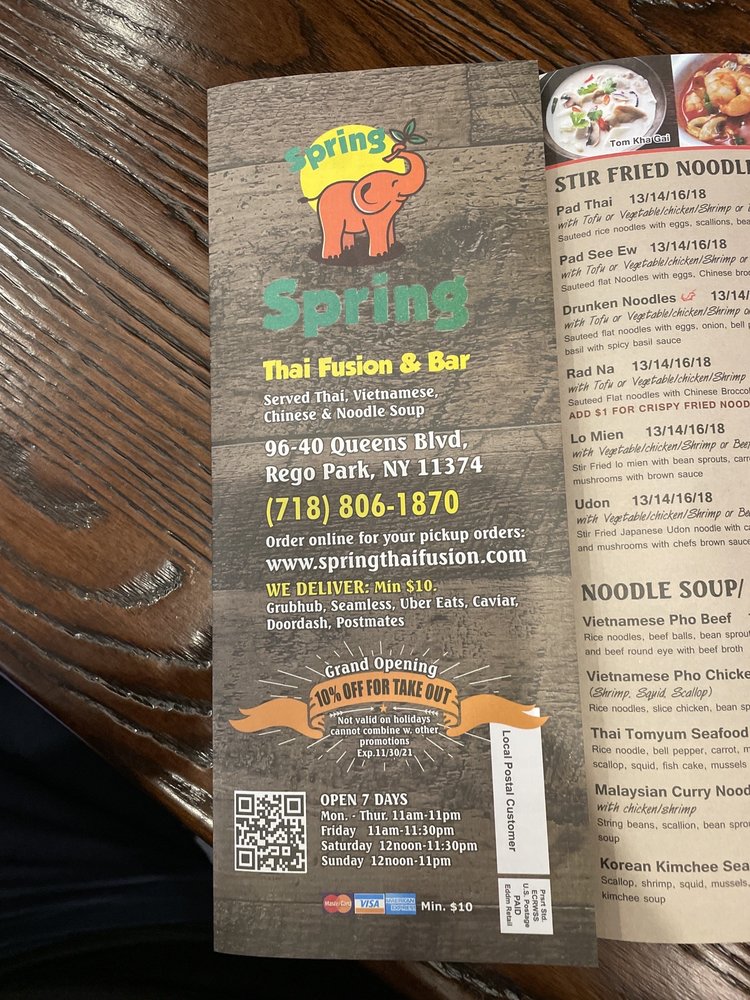 Spring
Spring
Thai Fusion & Bar
Served Thai, Vietnamese,
Chinese & Noodle Soup
96-40 Queens Blvd,
Rego Park, NY 11374
(718) 806-1870
Order online for your pickup orders:
www.springthaifusion.com
WE DELIVER: Min $10.
Grubhub, Seamless, Uber Eats, Caviar,
Doordash, Postmates
Grand Opening
10% OFF FOR TAKE OUT
Not valid on holidays
cannot combine w. other
promotions
Exp.11/30/21
Local Postal Customer
OPEN 7 DAYS
Mon. - Thur. 11am-11pm
Friday 11am-11:30pm
Saturday 12noon-11:30pm
Sunday 12noon-11pm
MasterCard
VISA
AMERICAN
EXPRESS
Min. $10
Prsrt Std.
ECRWSS
U.S. Postage
PAID
Eddm Retail
Tom Kha Gai
STIR FRIED
Pad Thai 13/14/16/18
with Tofu or Vegetable/chicken/Shrimp or
Sauteed rice noodles with eggs, scallions,
Pad See Ew 13/14/16/18
with Tofu or Vegetable/chicken/Shrimp or
Sauteed flat Noodles with eggs, Chinese
Drunken Noodles 13/14/
with Tofu or Vegetable/chicken/Shrimp
Sauteed flat noodles with eggs, onion, bell
basil with spicy basil sauce
Rad Na 13/14/16/18
with Tofu or Vegetable/chicken/Shrimp
Sauteed Flat noodles with Chinese
ADD $1 FOR CRISPY FRIED
Lo Mien 13/14/16/18
with Vegetable/chicken/Shrimp or
Stir Fried lo mien with bean sprouts,
mushrooms with brown sauce
Udon 13/14/16/18
with Vegetable/chicken/Shrimp or
Stir Fried Japanese Udon noodle with
and mushrooms with chefs brown sauce
NOODLE SOUP/
Vietnamese Pho Beef
Rice noodles, beef balls, bean
and beef round eye with beef broth
Vietnamese Pho
(Shrimp, Squid, Scallop)
Rice noodles, slice chicken, bean
Thai Tomyum Seafood
Rice noodle, bell pepper, carrot,
scallop, squid, fish cake, mussels
Malaysian Curry
with chicken/shrimp
String beans, scallion, bean
soup
Korean Kimchee
Scallop, shrimp, squid, mussels,
kimchee soup